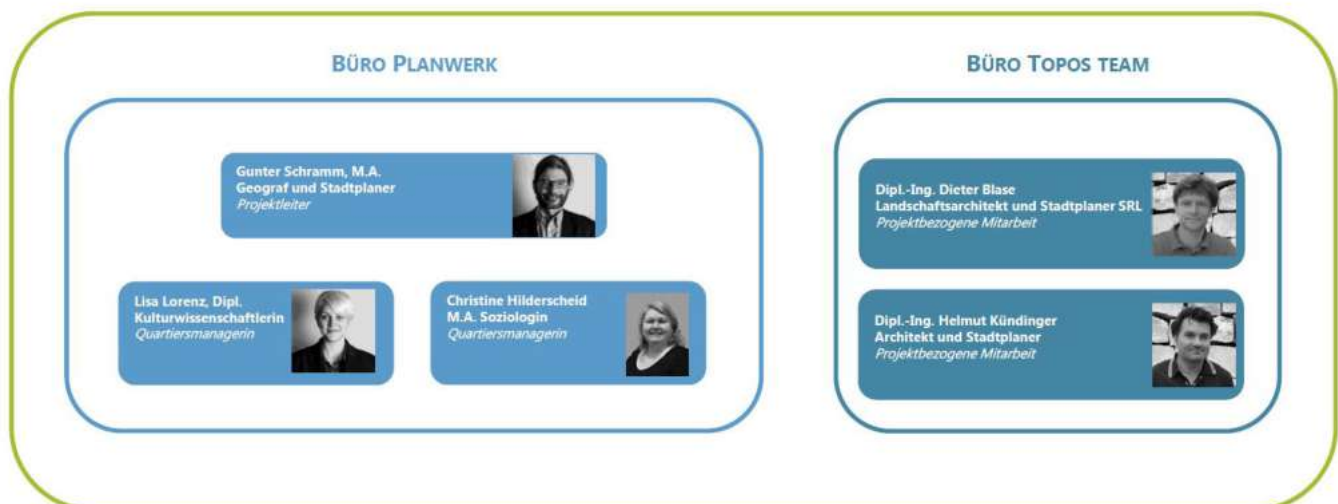 BÜRO PLANWERK
Gunter Schramm, M.A.
Geograf und Stadtplaner
Projektleiter
Lisa Lorenz, Dipl.
Kulturwissenschaftlerin
Quartiersmanagerin
Christine Hilderscheid
M.A. Soziologin
Quartiersmanagerin
BÜRO TOPOS TEAM
Dipl.-Ing. Dieter Blase
Landschaftsarchitekt und Stadtplaner SRL
Projektbezogene Mitarbeit
Dipl.-Ing. Helmut Kündinger
Architekt und Stadtplaner
Projektbezogene Mitarbeit